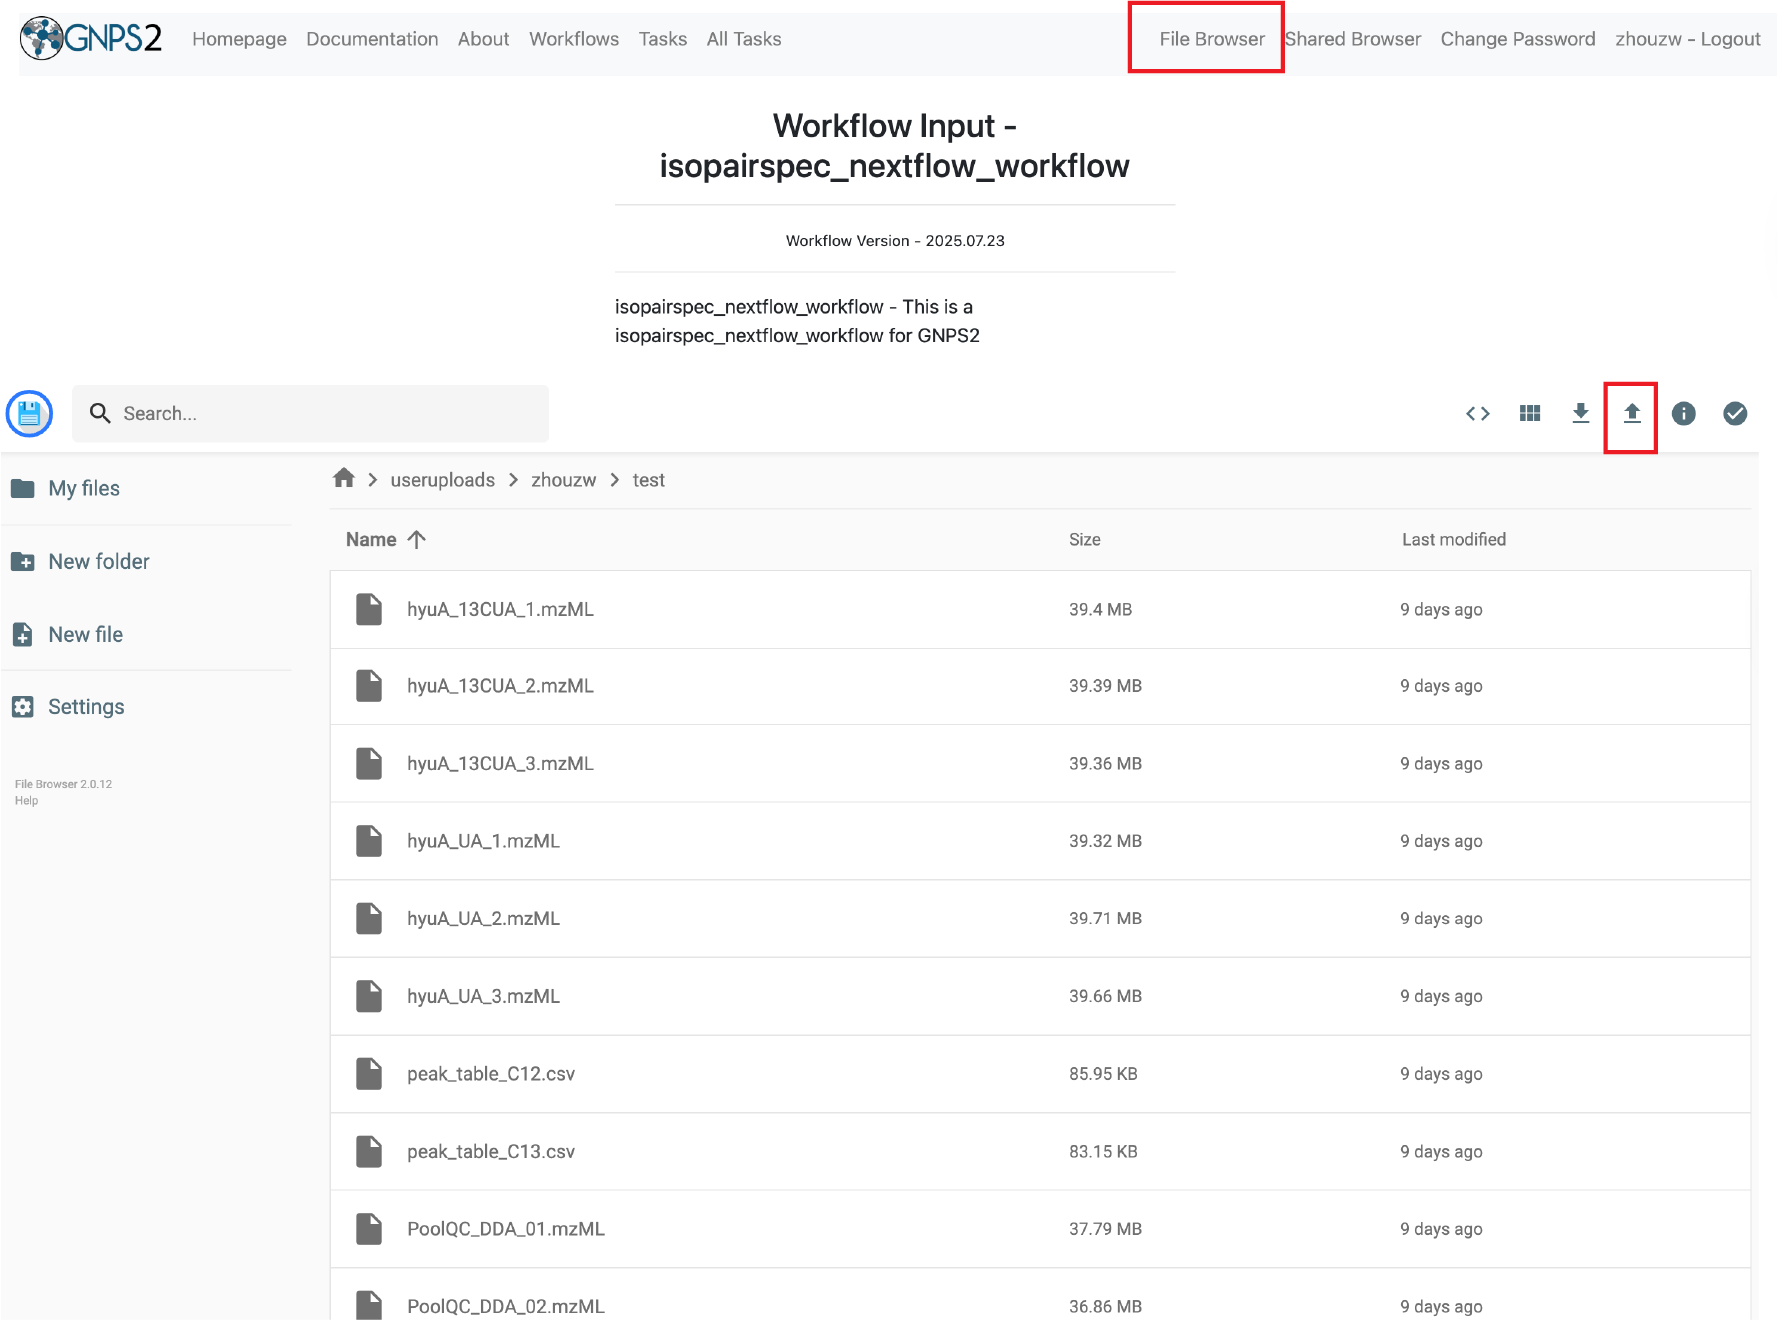 GNPS2 Homepage Documentation About Workflows Tasks All Tasks File Browser Shared Browser Change Password zhouzw - Logout
Workflow Input -
isopairspec_nextflow_workflow
Workflow Version - 2025.07.23
isopairspec_nextflow_workflow - This is a
isopairspec_nextflow_workflow for GNPS2
Search...
My files
New folder
New file
Settings
File Browser 2.0.12
Help
useruploads > zhouzw > test
Name Size Last modified
hyuA_13CUA_1.mzML 39.4 MB 9 days ago
hyuA_13CUA_2.mzML 39.39 MB 9 days ago
hyuA_13CUA_3.mzML 39.36 MB 9 days ago
hyuA_UA_1.mzML 39.32 MB 9 days ago
hyuA_UA_2.mzML 39.71 MB 9 days ago
hyuA_UA_3.mzML 39.66 MB 9 days ago
peak_table_C12.csv 85.95 KB 9 days ago
peak_table_C13.csv 83.15 KB 9 days ago
PoolQC_DDA_01.mzML 37.79 MB 9 days ago
PoolQC_DDA_02.mzML 36.86 MB 9 days ago